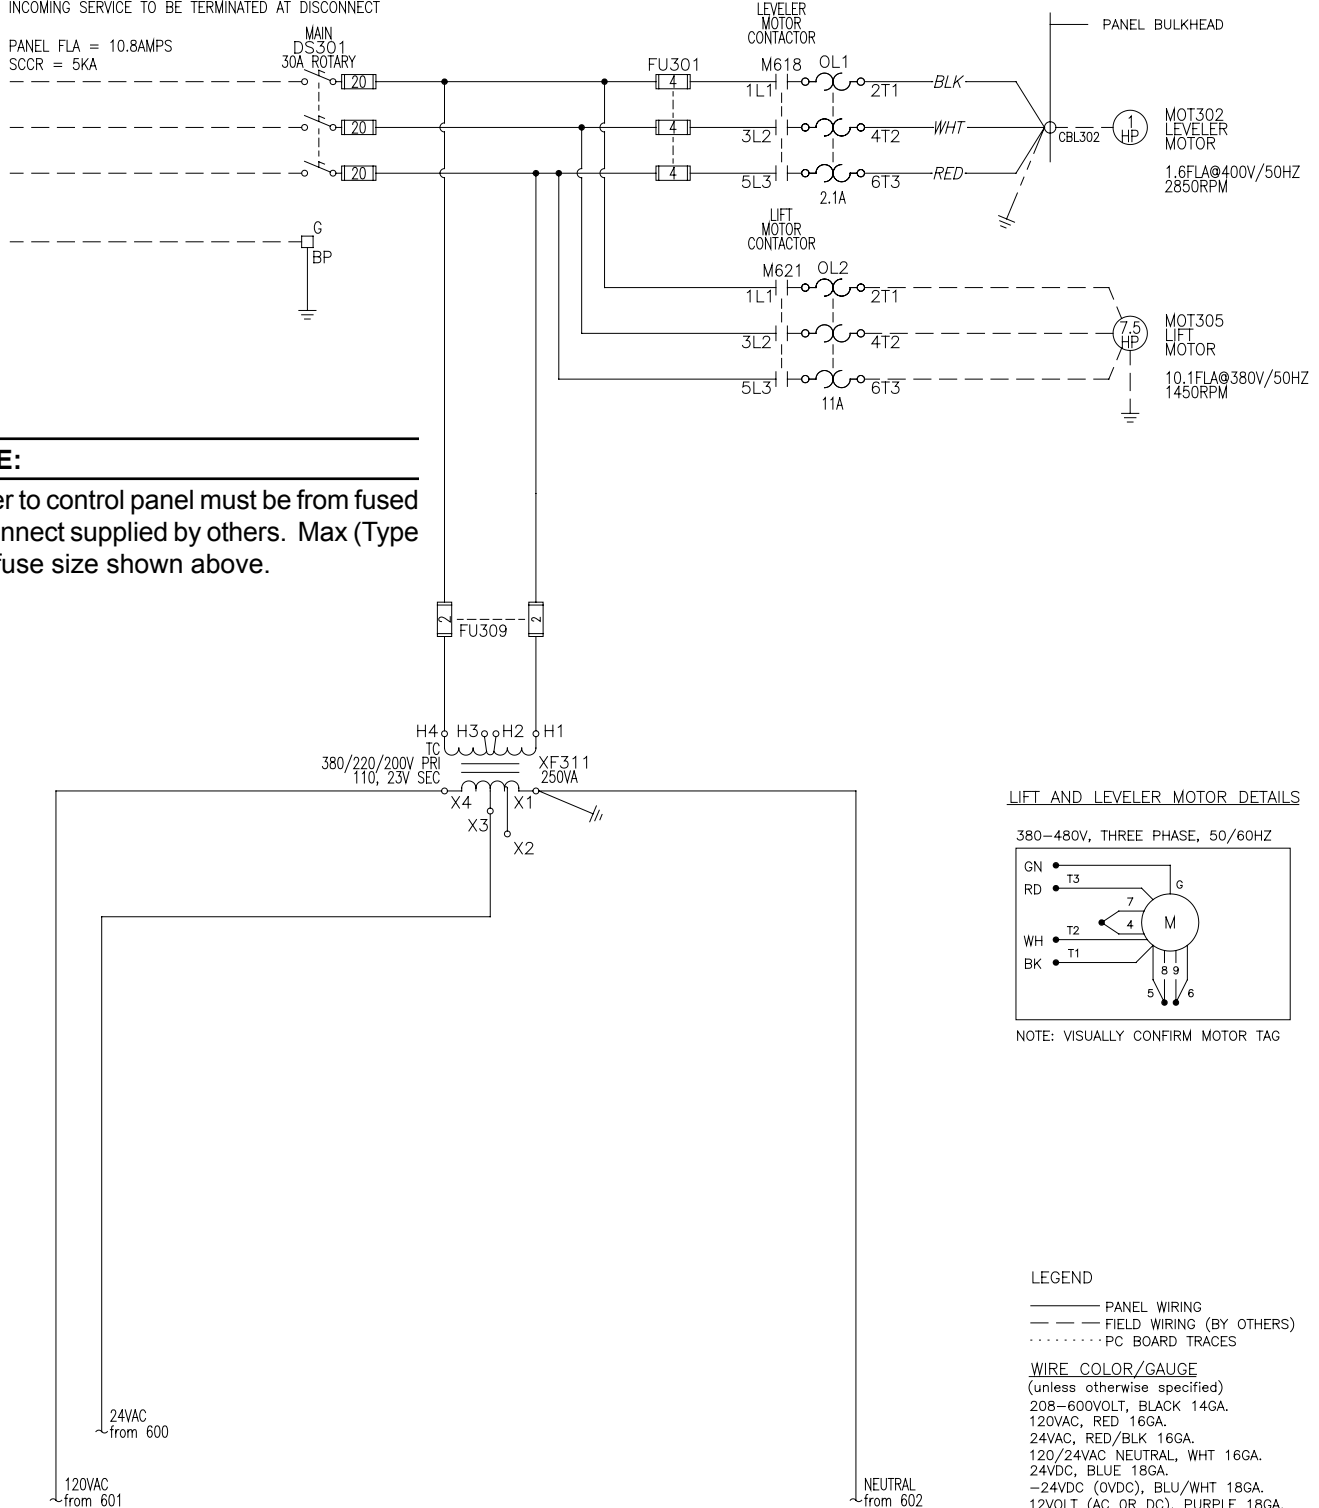 INCOMING SERVICE TO BE TERMINATED AT DISCONNECT
PANEL FLA = 10.8AMPS
SCCR = 5KA
MAIN
DS301
30A ROTARY
20
20
20
G
BP
FU301
4
4
4
LEVELER
MOTOR
CONTACTOR
M618
OL1
1L1
2T1
3L2
4T2
5L3
6T3
2.1A
BLK
WHT
RED
PANEL BULKHEAD
CBL302
1
HP
MOT302
LEVELER
MOTOR
1.6FLA@400V/50HZ
2850RPM
LIFT
MOTOR
CONTACTOR
M621
OL2
1L1
2T1
3L2
4T2
5L3
6T3
11A
7.5
HP
MOT305
LIFT
MOTOR
10.1FLA@380V/50HZ
1450RPM
E:
er to control panel must be from fused
onnect supplied by others. Max (Type
fuse size shown above.
2
2
FU309
H4 H3 H2 H1
TC
380/220/200V PRI
110, 23V SEC
XF311
250VA
X4
X1
X3
X2
LIFT AND LEVELER MOTOR DETAILS
380-480V, THREE PHASE, 50/60HZ
GN
RD
T3
G
7
4
M
WH
T2
BK
T1
8 9
5
6
NOTE: VISUALLY CONFIRM MOTOR TAG
LEGEND
PANEL WIRING
FIELD WIRING (BY OTHERS)
PC BOARD TRACES
WIRE COLOR/GAUGE
(unless otherwise specified)
208-600VOLT, BLACK 14GA.
120VAC, RED 16GA.
24VAC, RED/BLK 16GA.
120/24VAC NEUTRAL, WHT 16GA.
24VDC, BLUE 18GA.
-24VDC (0VDC), BLU/WHT 18GA.
12VOLT (AC OR DC), PURPLE 18GA.
24VAC
from 600
120VAC
from 601
NEUTRAL
from 602